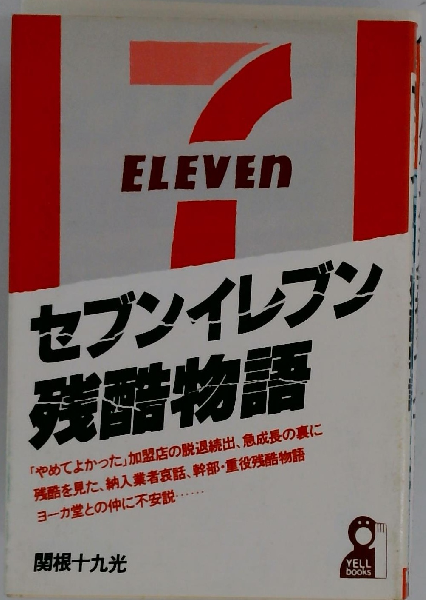 7
ELEVEn
セブンイレブン
残酷物語
「やめてよかった」加盟店の脱退続出、急成長の裏に
残酷を見た、納入業者哀話、幹部・重役残酷物語
ヨーカ堂との仲に不安説……
関根十九光
YELL
books